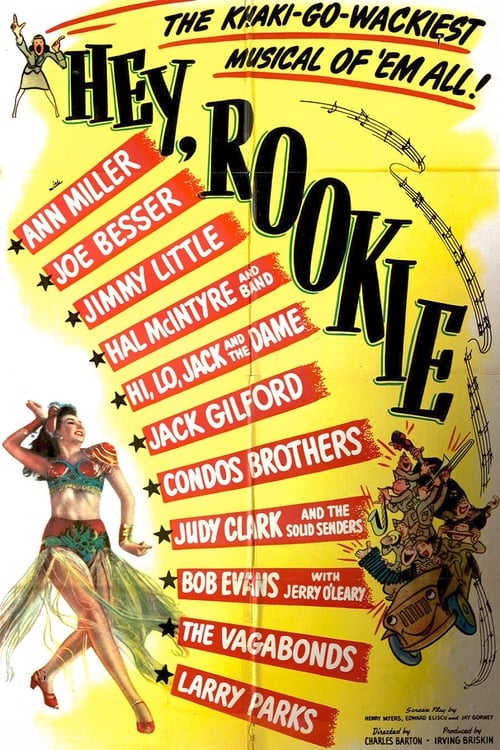 THE KHAKI-GO-WACKIEST
MUSICAL OF 'EM ALL!
HEY, ROOKIE
with
ANN MILLER
JOE BESSER
JIMMY LITTLE
HAL McINTYRE AND BAND
HI, LO, JACK AND THE DAME
JACK GILFORD
CONDOS BROTHERS
JUDY CLARK AND THE SOLID SENDERS
BOB EVANS WITH JERRY O'LEARY
THE VAGABONDS
LARRY PARKS
Screen Play by
HENRY MYERS, EDWARD ELISCU and JAY GORNEY
Directed by
CHARLES BARTON •
Produced by
IRVING BRISKIN